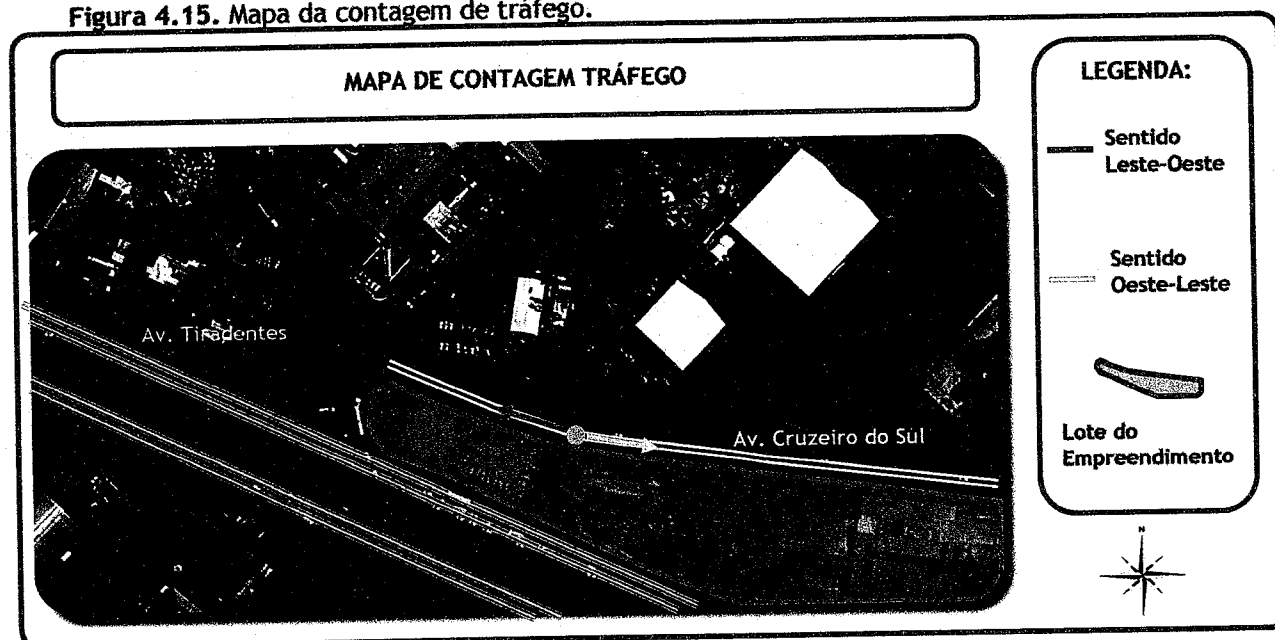 Figura 4.15. Mapa da contagem de tráfego.
MAPA DE CONTAGEM TRÁFEGO
LEGENDA:
Sentido
Leste-Oeste
Sentido
Oeste-Leste
Lote do
Empreendimento
N
Av. Tiradentes
Av. Cruzeiro do Sul